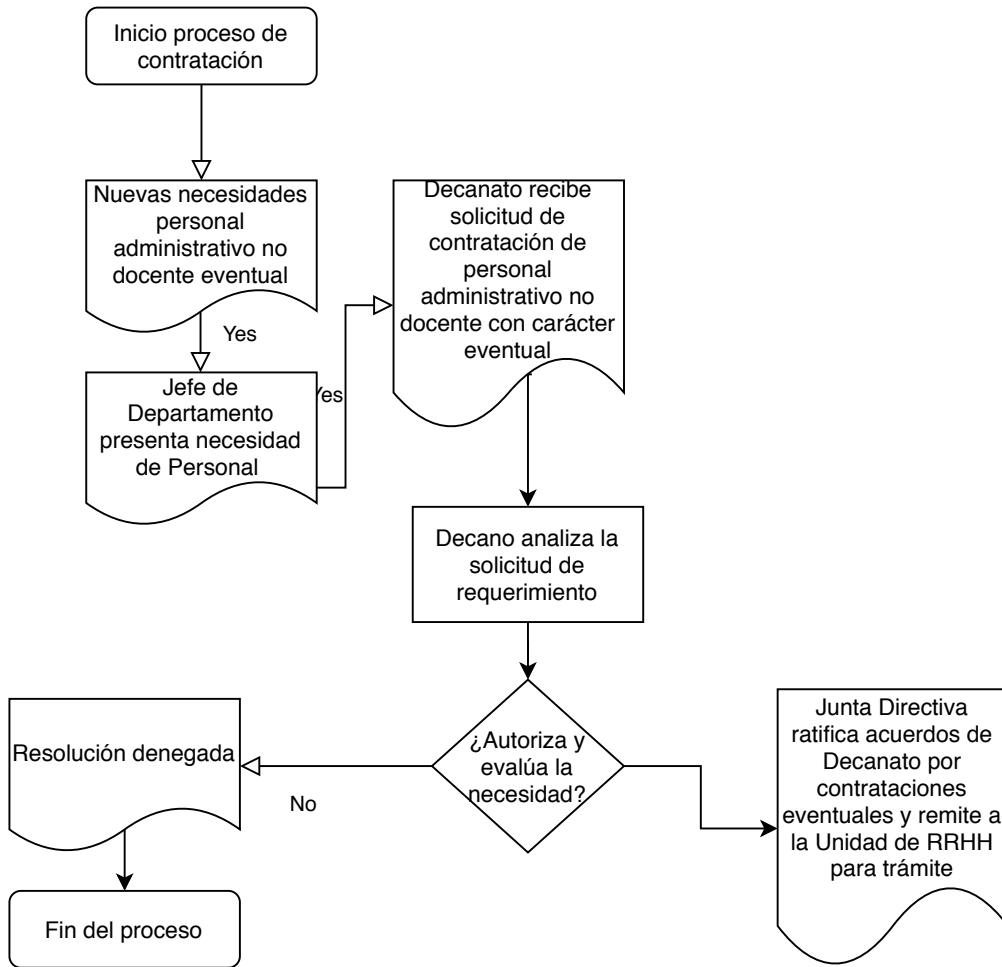 Inicio proceso de
contratación
Nuevas necesidades
personal
administrativo no
docente eventual
Yes
Jefe de
Departamento
presenta necesidad
de Personal
Yes
Decanato recibe
solicitud de
contratación de
personal
administrativo no
docente con carácter
eventual
Decano analiza la
solicitud de
requerimiento
¿Autoriza y
evalúa la
necesidad?
No
Resolución denegada
Fin del proceso
Junta Directiva
ratifica acuerdos de
Decanato por
contrataciones
eventuales y remite a
la Unidad de RRHH
para trámite